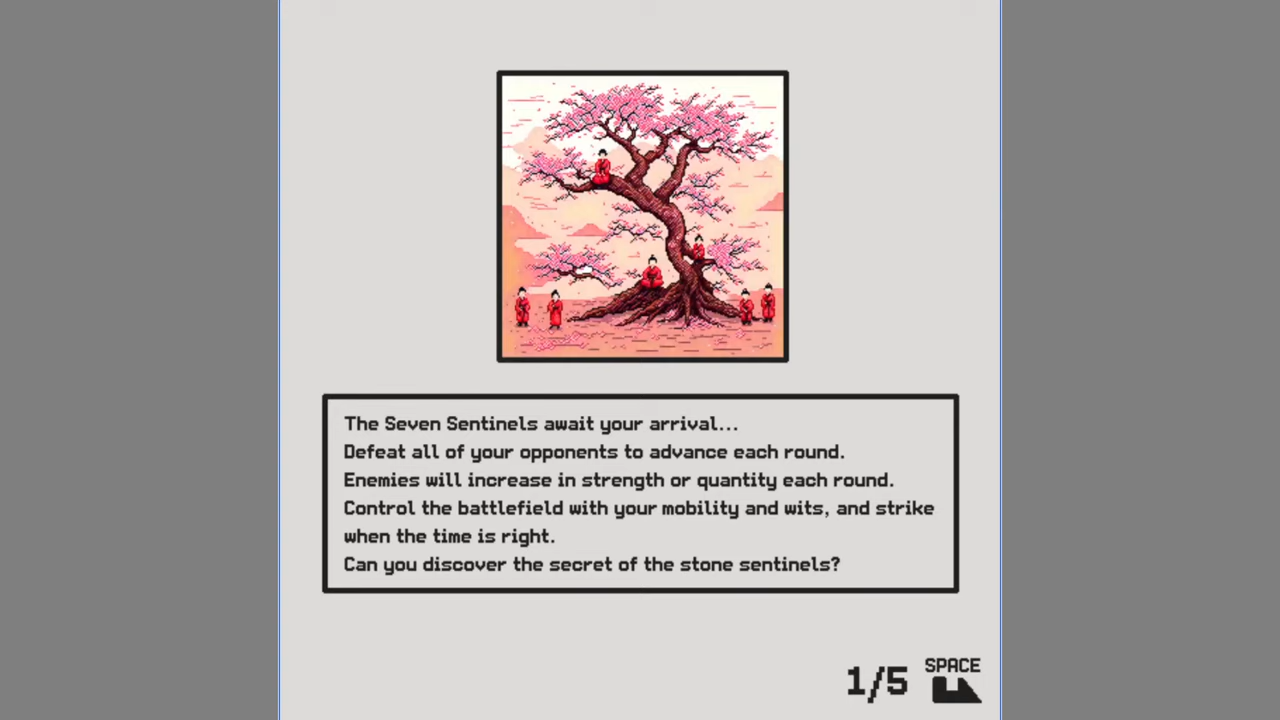 The Seven Sentinels await your arrival...
Defeat all of your opponents to advance each round.
Enemies will increase in strength or quantity each round.
Control the battlefield with your mobility and wits, and strike
when the time is right.
Can you discover the secret of the stone sentinels?
1/5
SPACE